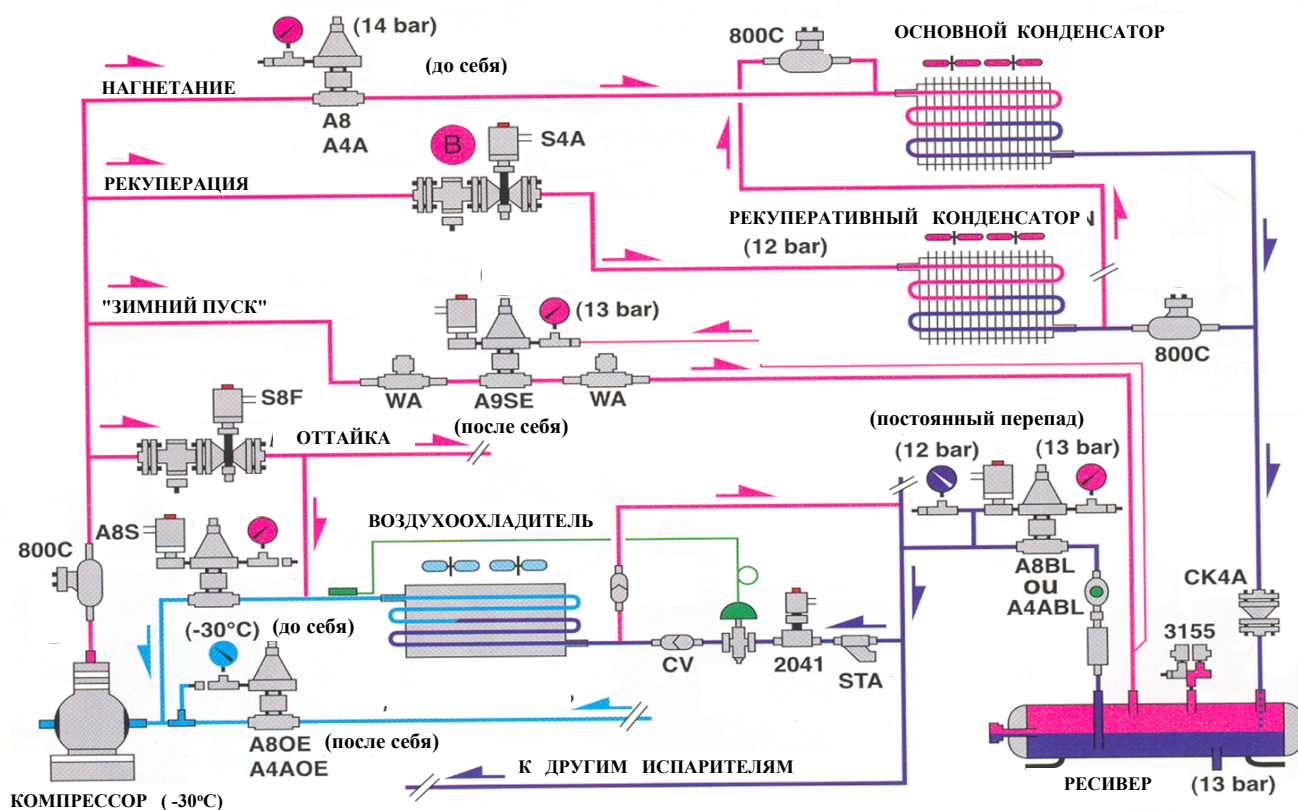 (14 bar)
(до себя)
НАГНЕТАНИЕ
A8
A4A
800C
ОСНОВНОЙ КОНДЕНСАТОР
B
S4A
РЕКУПЕРАЦИЯ
РЕКУПЕРАТИВНЫЙ КОНДЕНСАТОР
(12 bar)
"ЗИМНИЙ ПУСК"
(13 bar)
800C
WA
A9SE
WA
(после себя)
S8F
ОТТАЙКА
(постоянный перепад)
(12 bar)
(13 bar)
A8S
800C
ВОЗДУХООХЛАДИТЕЛЬ
A8BL
ou
A4ABL
CK4A
3155
(-30°C)
(до себя)
CV
2041
STA
A8OE
A4AOE
(после себя)
К ДРУГИМ ИСПАРИТЕЛЯМ
РЕСИВЕР
(13 bar)
КОМПРЕССОР ( -30°C)